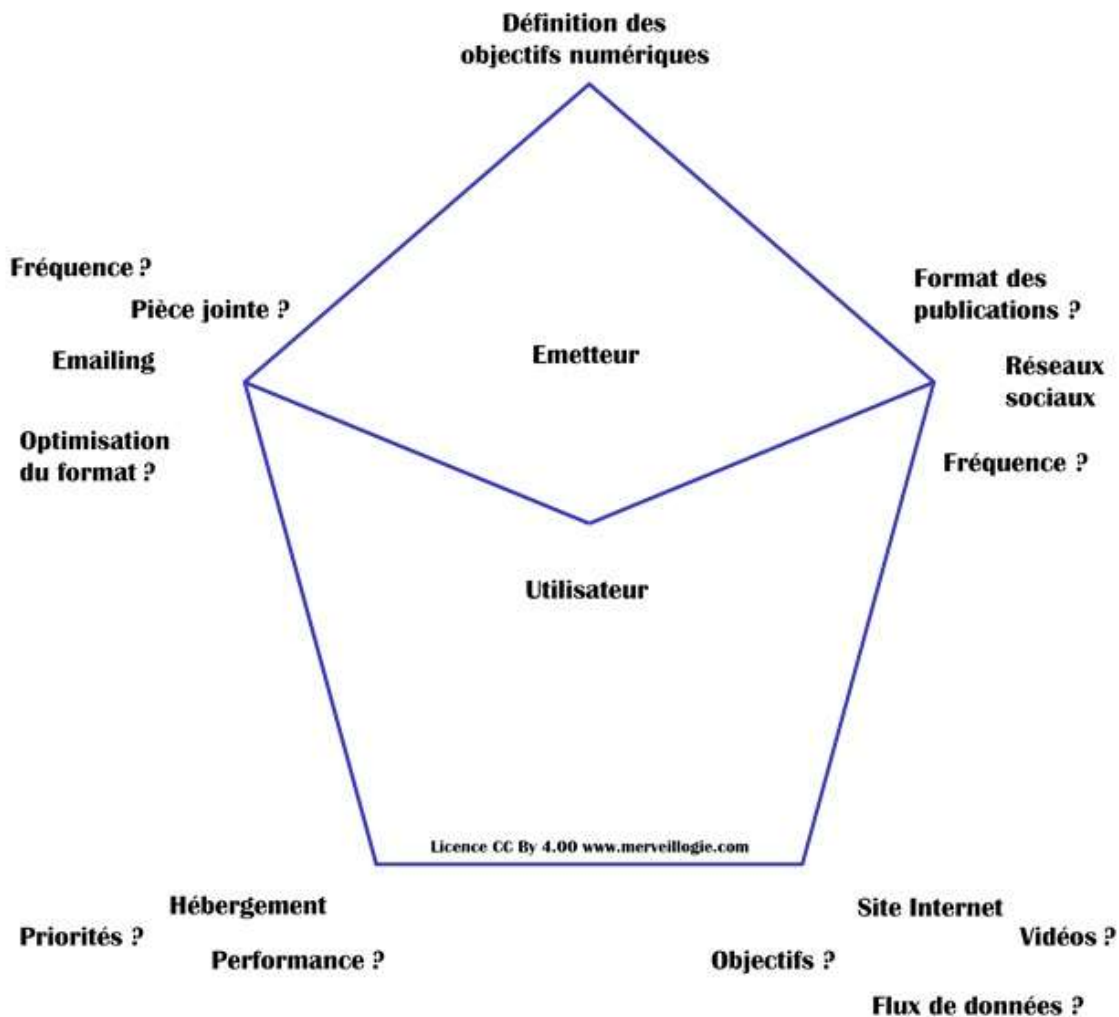 Définition des
objectifs numériques
Fréquence ?
Pièce jointe ?
Emailing
Optimisation
du format ?
Emetteur
Format des
publications ?
Réseaux
sociaux
Fréquence ?
Utilisateur
Licence CC By 4.00 www.merveillogie.com
Hébergement
Priorités ?
Performance ?
Site Internet
Vidéos ?
Objectifs ?
Flux de données ?